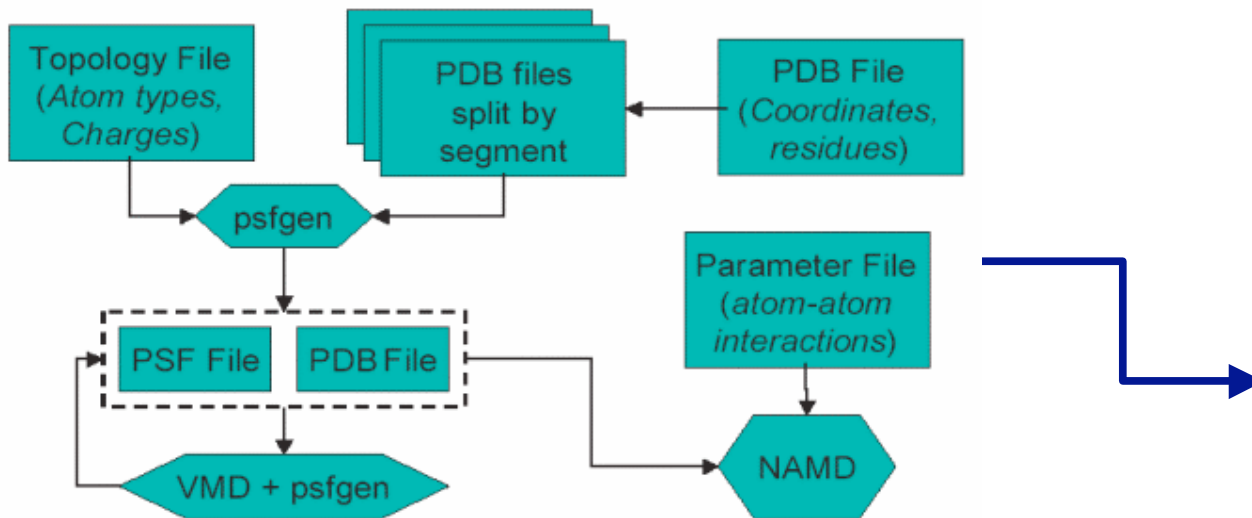 Topology File
(Atom types,
Charges)
PDB files
split by
segment
PDB File
(Coordinates,
residues)
psfgen
Parameter File
(atom-atom
interactions)
PSF File
PDB File
VMD + psfgen
NAMD